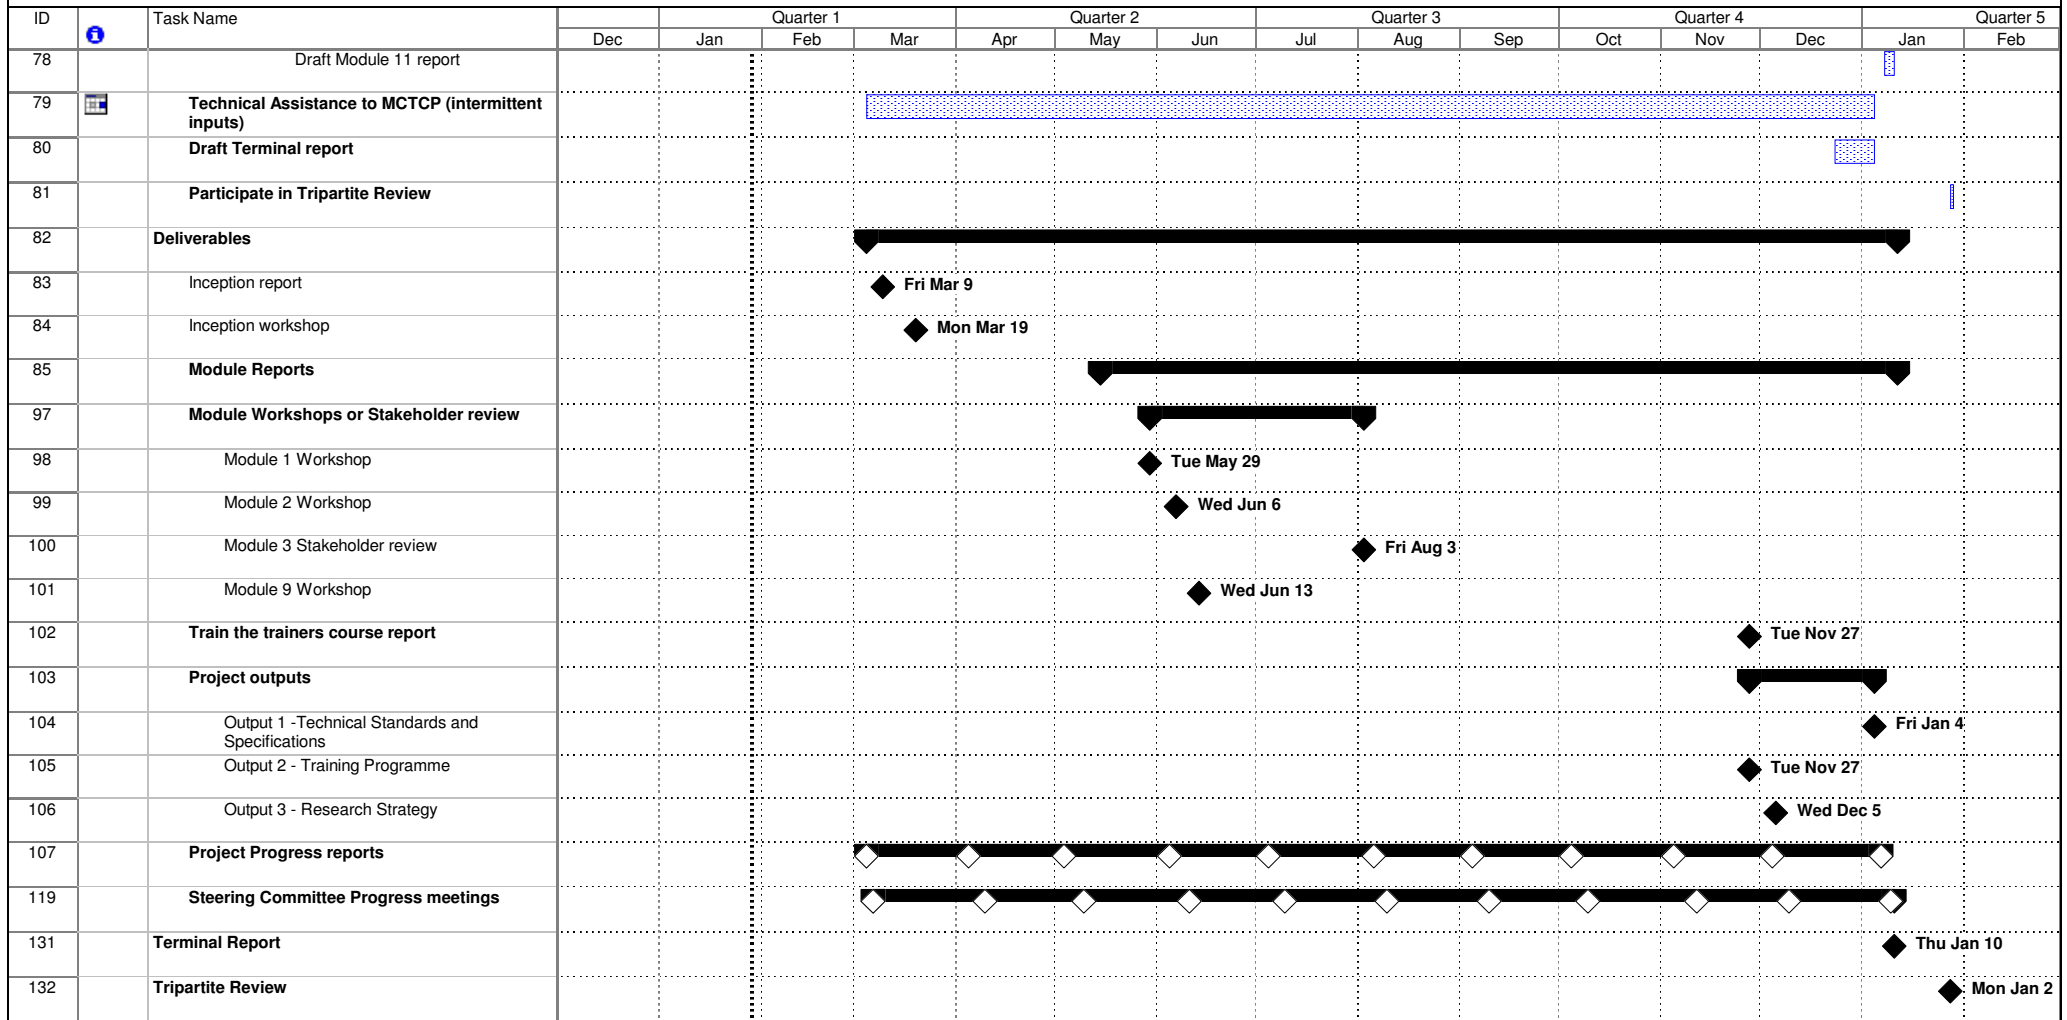 ID Task Name Quarter 1 Quarter 2 Quarter 3 Quarter 4 Quarter 5
Dec Jan Feb Mar Apr May Jun Jul Aug Sep Oct Nov Dec Jan Feb
78 Draft Module 11 report
79 Technical Assistance to MCTCP (intermittent
inputs)
80 Draft Terminal report
81 Participate in Tripartite Review
82 Deliverables
83 Inception report Fri Mar 9
84 Inception workshop Mon Mar 19
85 Module Reports
97 Module Workshops or Stakeholder review
98 Module 1 Workshop Tue May 29
99 Module 2 Workshop Wed Jun 6
100 Module 3 Stakeholder review Fri Aug 3
101 Module 9 Workshop Wed Jun 13
102 Train the trainers course report Tue Nov 27
103 Project outputs
104 Output 1 -Technical Standards and Fri Jan 4
Specifications
105 Output 2 - Training Programme Tue Nov 27
106 Output 3 - Research Strategy Wed Dec 5
107 Project Progress reports
119 Steering Committee Progress meetings
131 Terminal Report Thu Jan 10
132 Tripartite Review Mon Jan 2